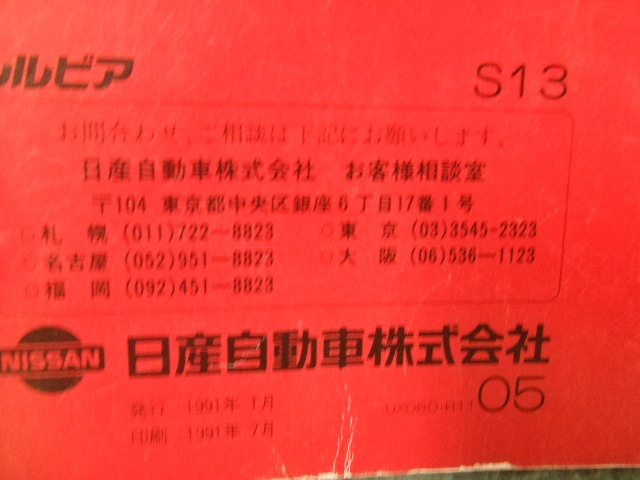 ルビア
S13
お問合わせ、ご相談は下記にお願いします。
日産自動車株式会社 お客様相談室
〒104 東京都中央区銀座6丁目17番1号
○札幌(011)722-8823 ○東京(03)3545-2323
○名古屋(052)951-8823 ○大阪(06)536-1123
○福岡(092)451-8823
NISSAN 日産自動車株式会社
発行 1991年1月
印刷 1991年7月
05